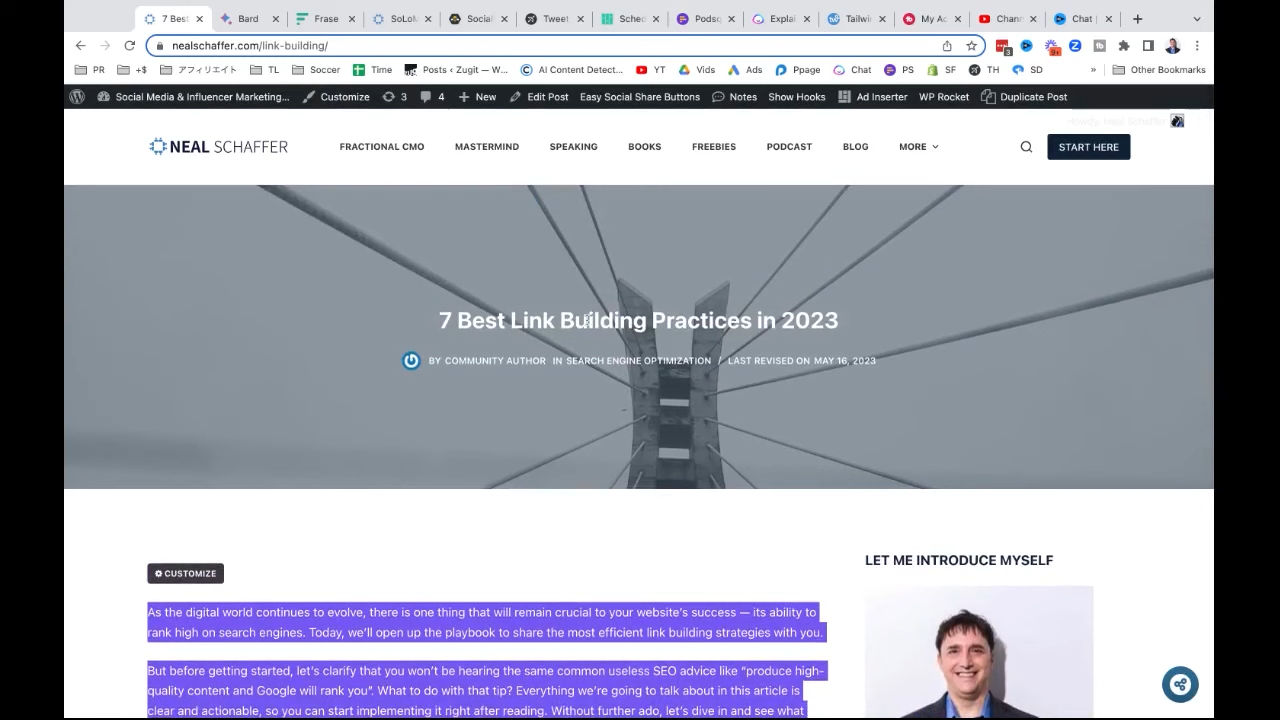 7 Best
Bard
Frase
SoLoM
Social
Tweet
Sched
Podsq
Explai
Tailwin
My Ac
Chann
Chat |
nealschaffer.com/link-building/
3
9+
PR
+$
アフィリエイト
Soccer
Time
Posts ‹ Zugit — W...
AI Content Detect...
YT
Vids
Ads
Ppage
Chat
PS
SF
TH
SD
»
Other Bookmarks
Social Media & Influencer Marketing...
Customize
3
4
New
Edit Post
Easy Social Share Buttons
Notes
Show Hooks
Ad Inserter
WP Rocket
Duplicate Post
Howdy, Neal Schaffer
NEAL SCHAFFER
FRACTIONAL CMO
MASTERMIND
SPEAKING
BOOKS
FREEBIES
PODCAST
BLOG
MORE
START HERE
7 Best Link Building Practices in 2023
BY COMMUNITY AUTHOR IN SEARCH ENGINE OPTIMIZATION / LAST REVISED ON MAY 16, 2023
CUSTOMIZE
As the digital world continues to evolve, there is one thing that will remain crucial to your website’s success — its ability to
rank high on search engines. Today, we’ll open up the playbook to share the most efficient link building strategies with you.
But before getting started, let’s clarify that you won’t be hearing the same common useless SEO advice like “produce high-
quality content and Google will rank you”. What to do with that tip? Everything we’re going to talk about in this article is
clear and actionable, so you can start implementing it right after reading. Without further ado, let’s dive in and see what
LET ME INTRODUCE MYSELF